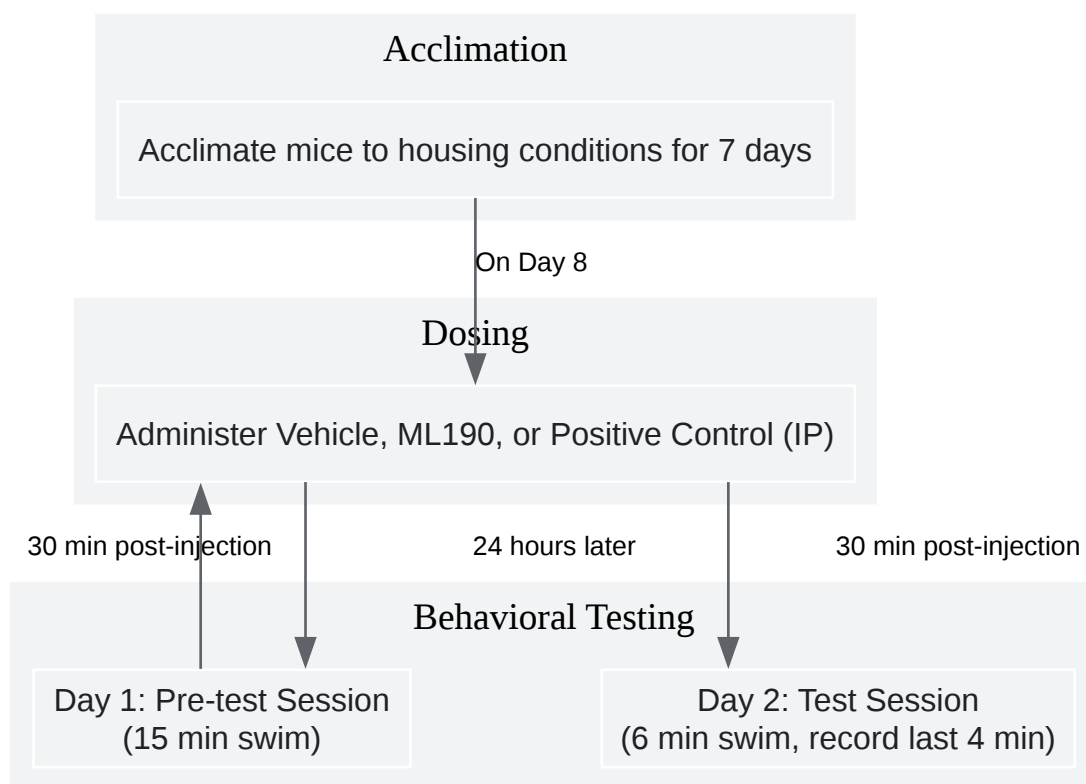 Acclimation
Acclimate mice to housing conditions for 7 days
On Day 8
Dosing
Administer Vehicle, ML190, or Positive Control (IP)
30 min post-injection
24 hours later
30 min post-injection
Behavioral Testing
Day 1: Pre-test Session
(15 min swim)
Day 2: Test Session
(6 min swim, record last 4 min)